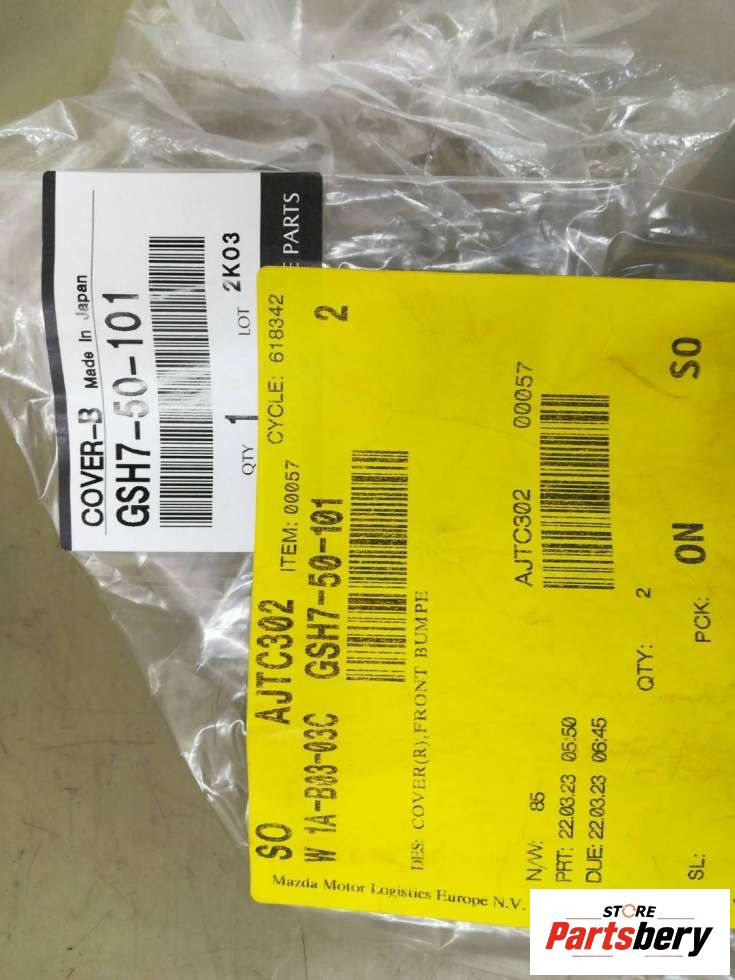 COVER-B Made In Japan
GSH7-50-101
QTY 1 LOT 2K03
PARTS
SO AJTC302 ITEM: 00057 CYCLE: 618342
W 1A-B03-03C GSH7-50-101 2
DES: COVER(R),FRONT BUMPE
AJTC302 00057
N/W: 85
PRT: 22.03.23 05:50
DUE: 22.03.23 06:45
QTY: 2
SL: PCK: ON SO
Mazda Motor Logistics Europe N.V.
STORE
Partsbery